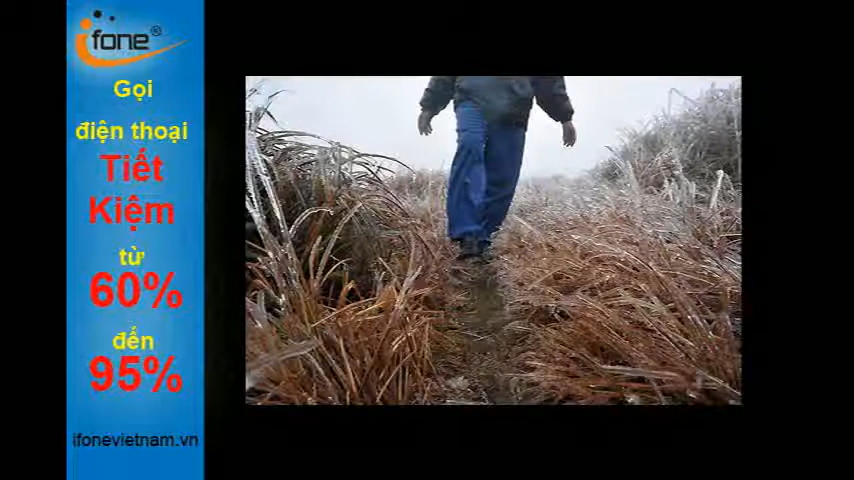 ifone®
Gọi
điện thoại
Tiết
Kiệm
từ
60%
đến
95%
ifonevietnam.vn